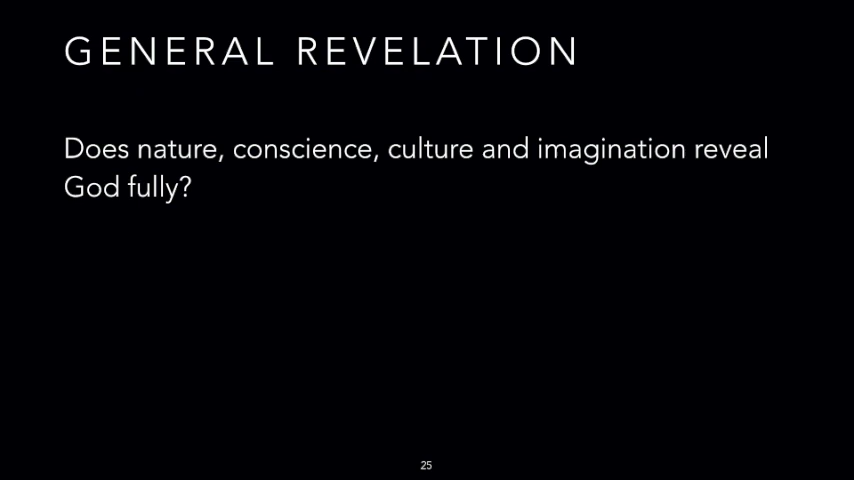 GENERAL REVELATION
Does nature, conscience, culture and imagination reveal
God fully?
25